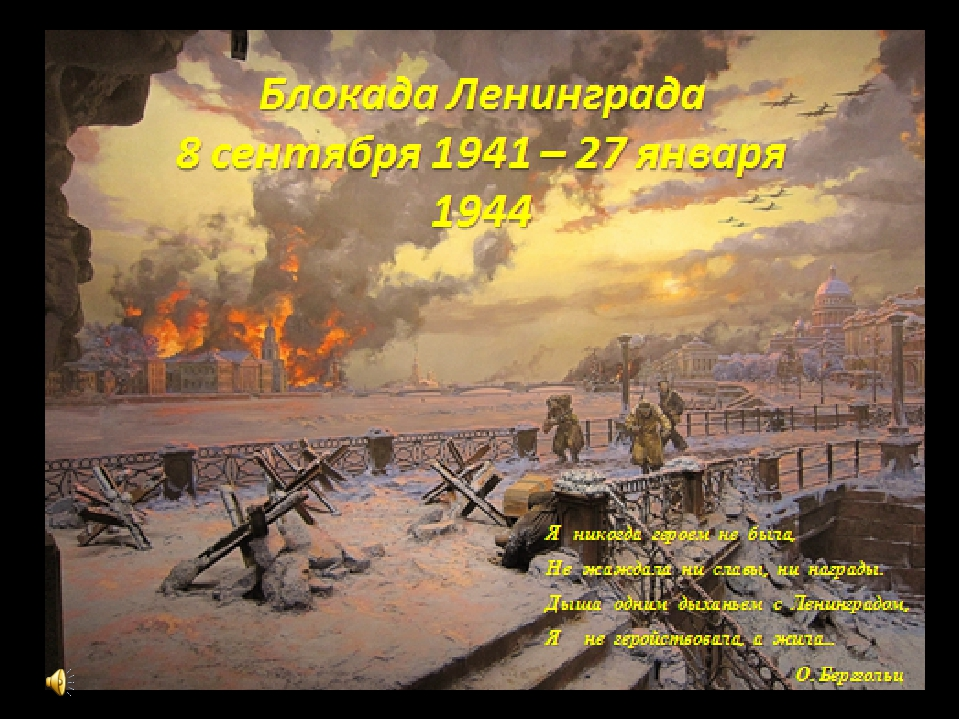 Блокада Ленинграда
8 сентября 1941 – 27 января
1944
Я никогда героем не была,
Не жаждала ни славы, ни награды.
Дыша одним дыханьем с Ленинградом,
Я не геройствовала, а жила...
О. Берггольц